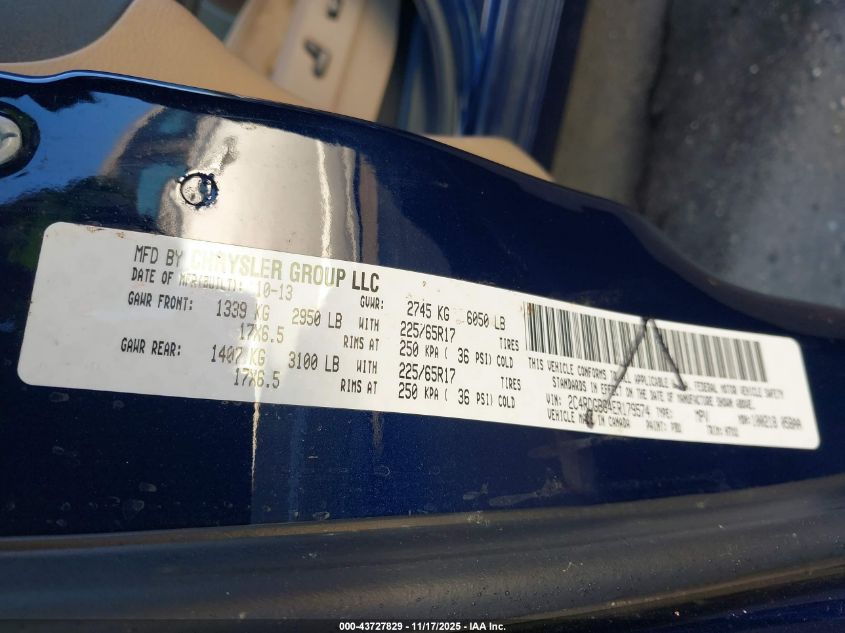 MFD BY CHRYSLER GROUP LLC
DATE OF MFR(BUILT): 10-13 GVWR: 2745 KG 6050 LB
GAWR FRONT: 1339 KG 2950 LB WITH 225/65R17 TIRES
17X6.5 RIMS AT 250 KPA ( 36 PSI) COLD
GAWR REAR: 1407 KG 3100 LB WITH 225/65R17 TIRES
17X6.5 RIMS AT 250 KPA ( 36 PSI) COLD
THIS VEHICLE CONFORMS TO ALL APPLICABLE FEDERAL MOTOR VEHICLE SAFETY
STANDARDS IN EFFECT ON THE DATE OF MANUFACTURE SHOWN ABOVE.
VIN: TYPE: MPV MDH:
VEHICLE MADE IN CANADA PAINT: TRIM:
000-43727829 — 11/17/2025 — IAA Inc.